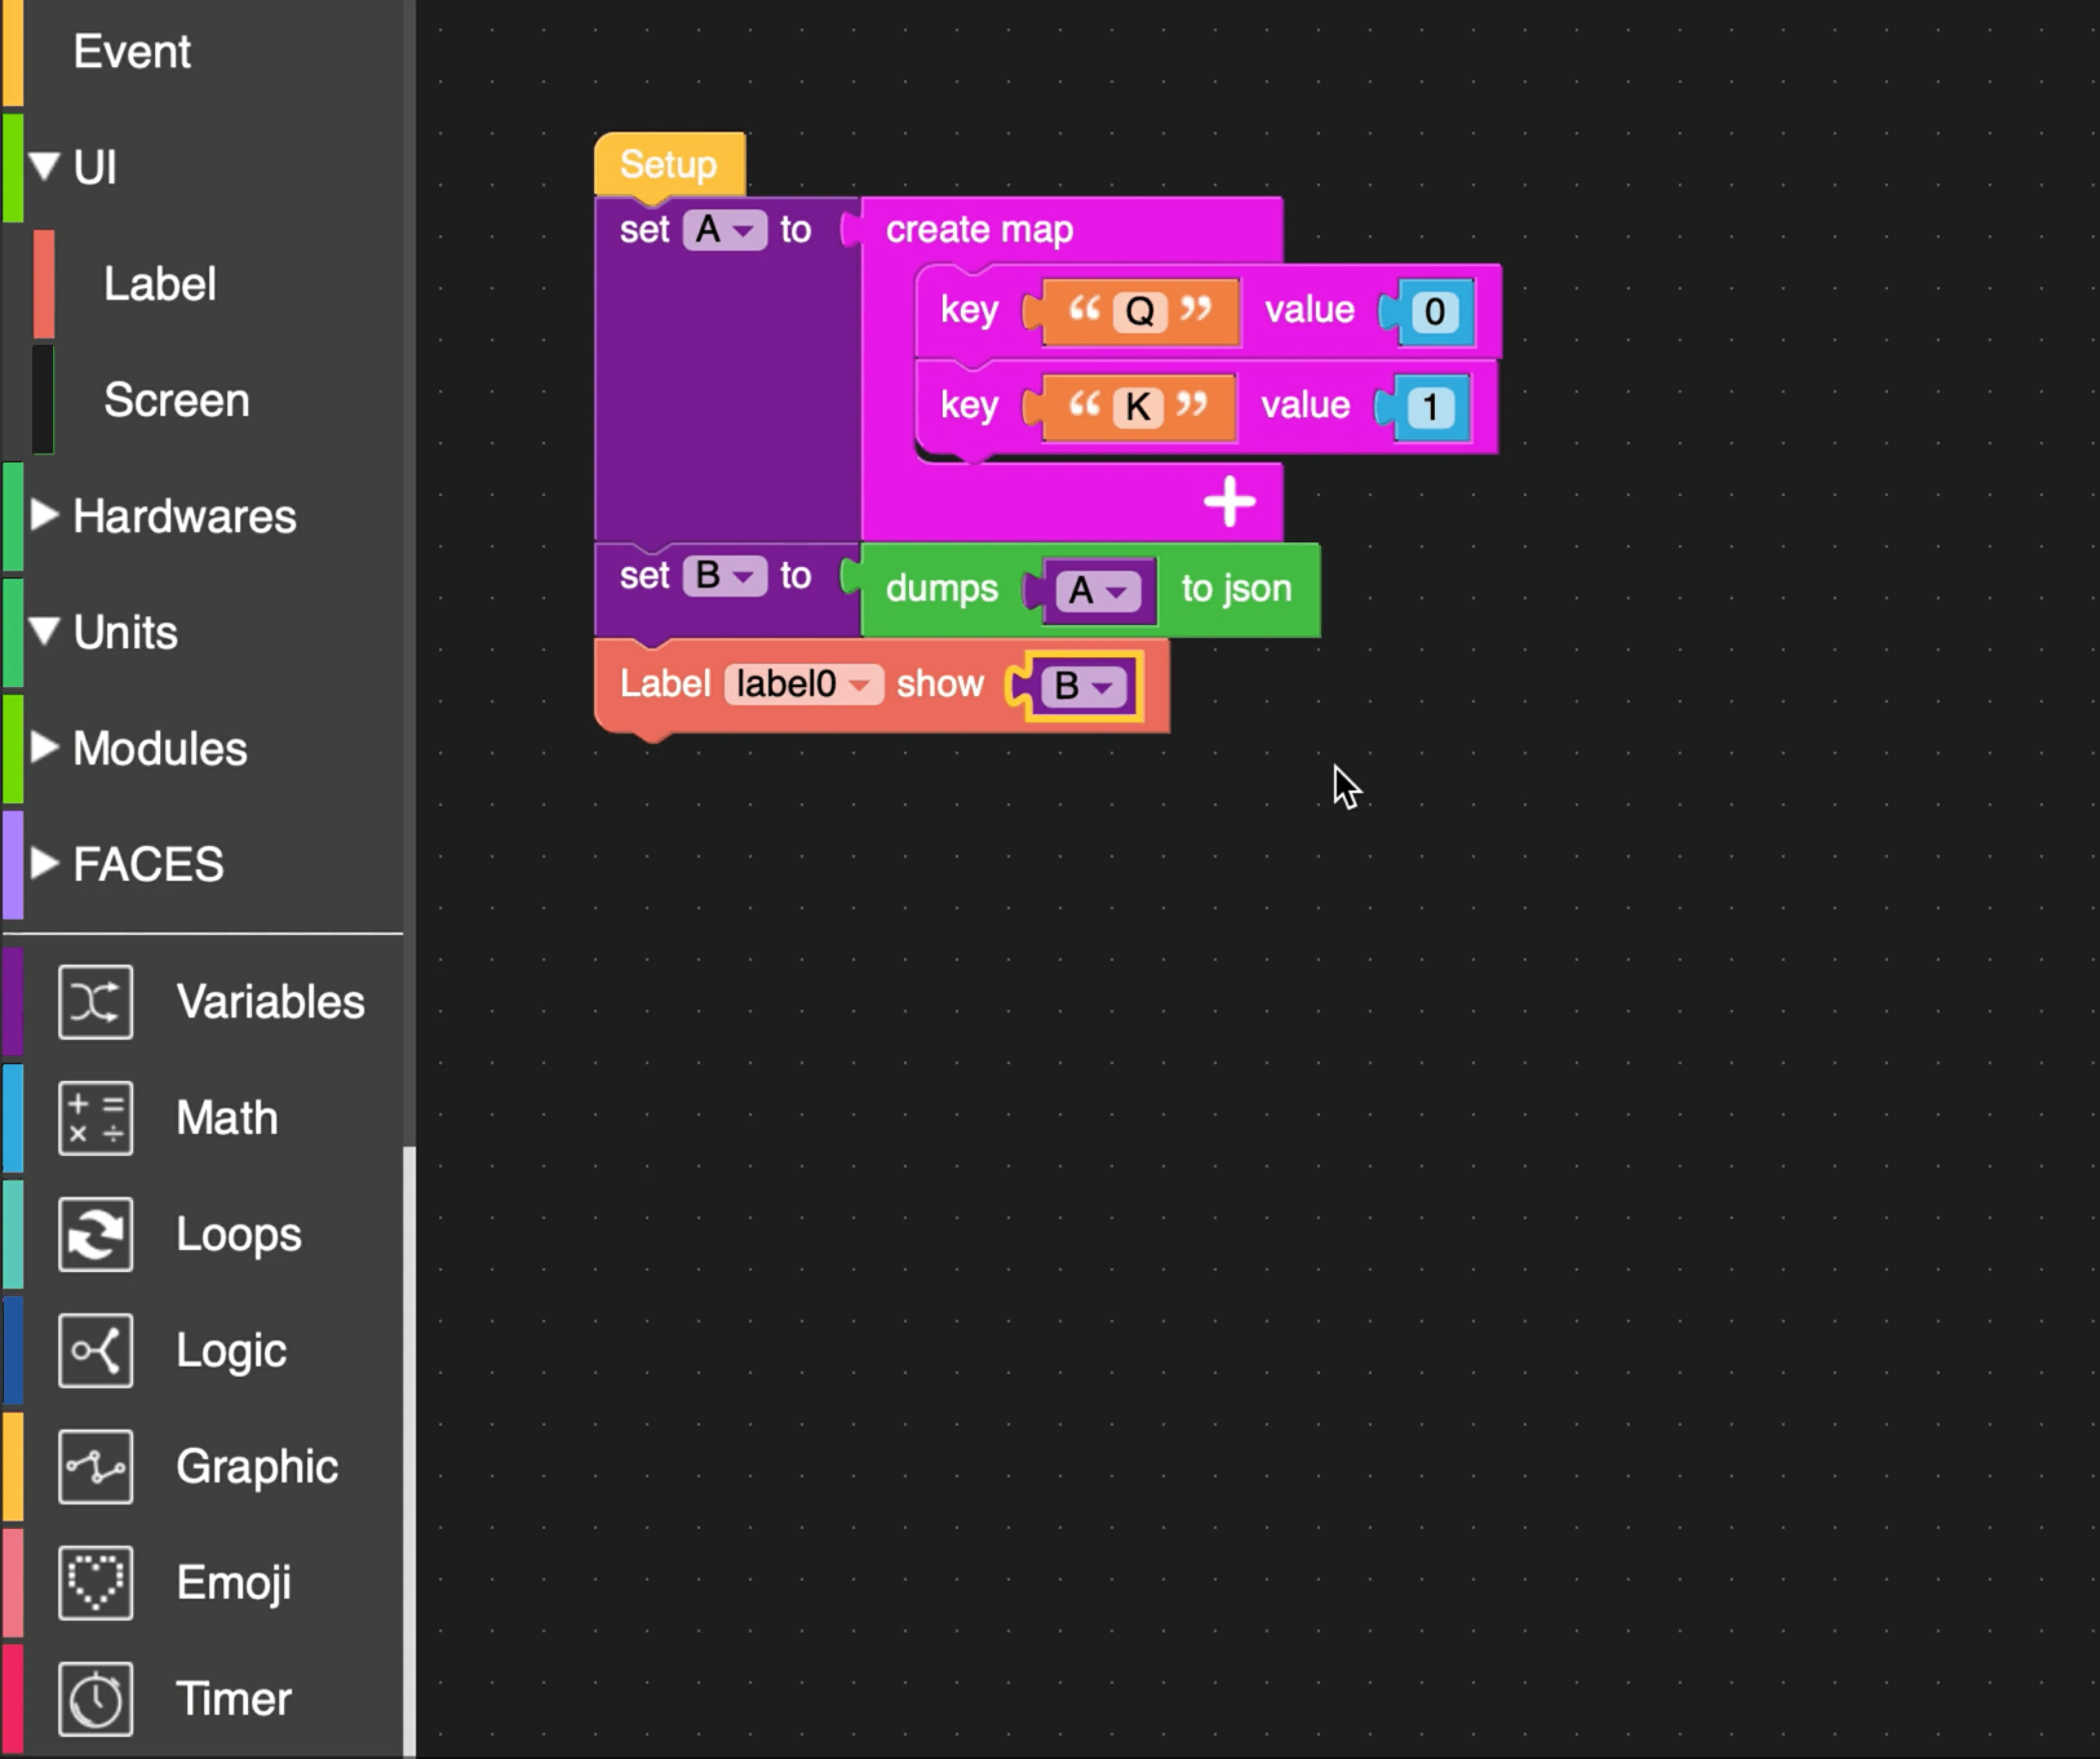 Event
UI
Label
Screen
Hardwares
Units
Modules
FACES
Variables
Math
Loops
Logic
Graphic
Emoji
Timer
Setup
set A to create map
key “ Q ” value 0
key “ K ” value 1
+
set B to dumps A to json
Label label0 show B